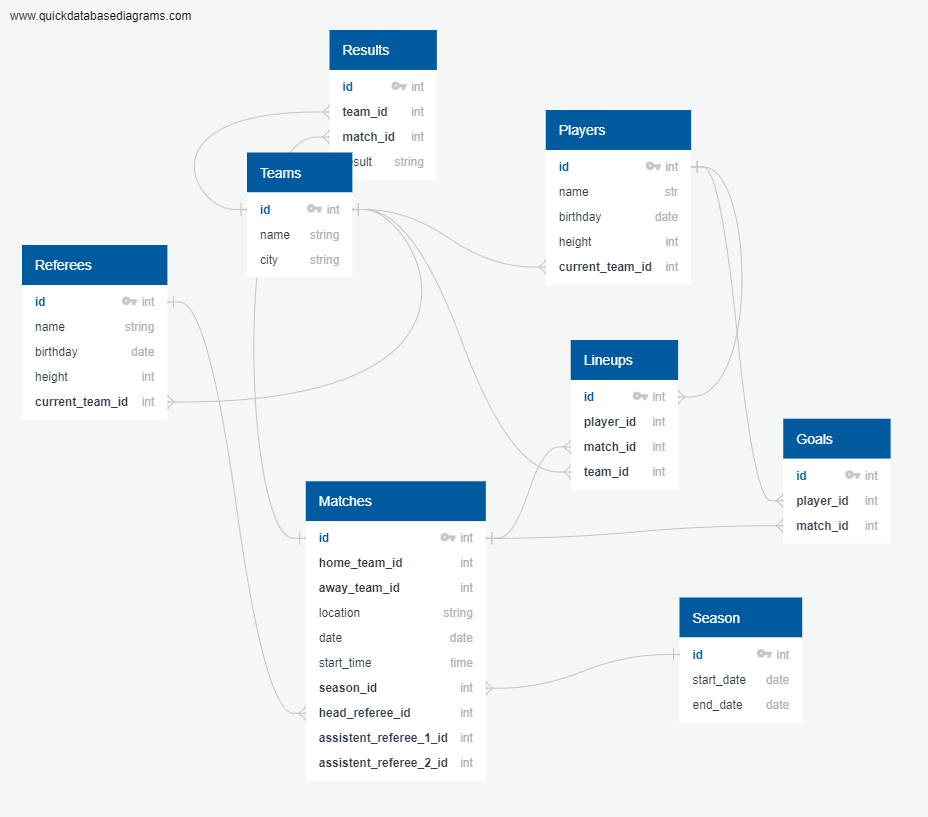 www.quickdatabasediagrams.com
Results
id int
team_id int
match_id int
string
Teams
id int
name string
city string
Players
id int
name str
birthday date
height int
current_team_id int
Referees
id int
name string
birthday date
height int
current_team_id int
Lineups
id int
player_id int
match_id int
team_id int
Goals
id int
player_id int
match_id int
Matches
id int
home_team_id int
away_team_id int
location string
date date
start_time time
season_id int
head_referee_id int
assistent_referee_1_id int
assistent_referee_2_id int
Season
id int
start_date date
end_date date